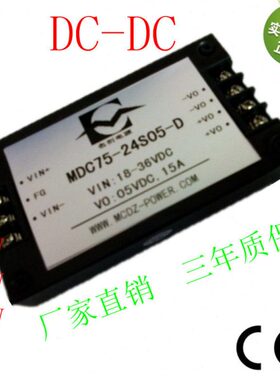 DC-DC
VIN+
FG
VIN-
MDC75-24S05-D
VIN:18-36VDC
VO:05VDC,15A
WWW.MCDZ-POWER.COM
-VO
-VO
+VO
+VO
厂家直销 三年质保
CE